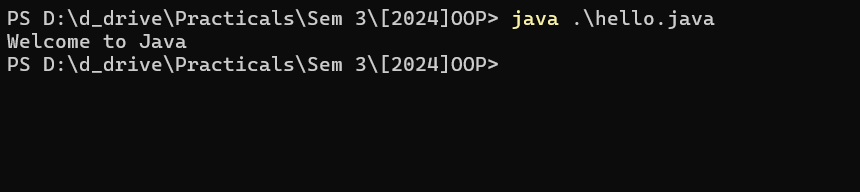 PS D:\d_drive\Practicals\Sem 3\[2024]OOP> java .\hello.java
Welcome to Java
PS D:\d_drive\Practicals\Sem 3\[2024]OOP>